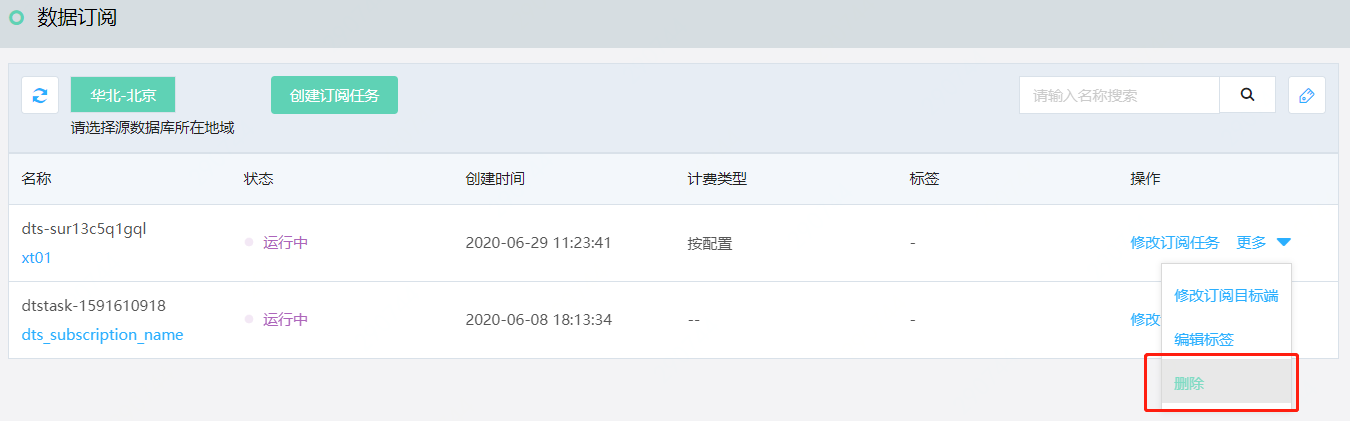 数据订阅
华北-北京
创建订阅任务
请输入名称搜索
请选择源数据库所在地域
名称 状态 创建时间 计费类型 标签 操作
dts-sur13c5q1gql
xt01
运行中 2020-06-29 11:23:41 按配置 - 修改订阅任务 更多
dtstask-1591610918
dts_subscription_name
运行中 2020-06-08 18:13:34 -- - 修改
修改订阅目标端
编辑标签
删除